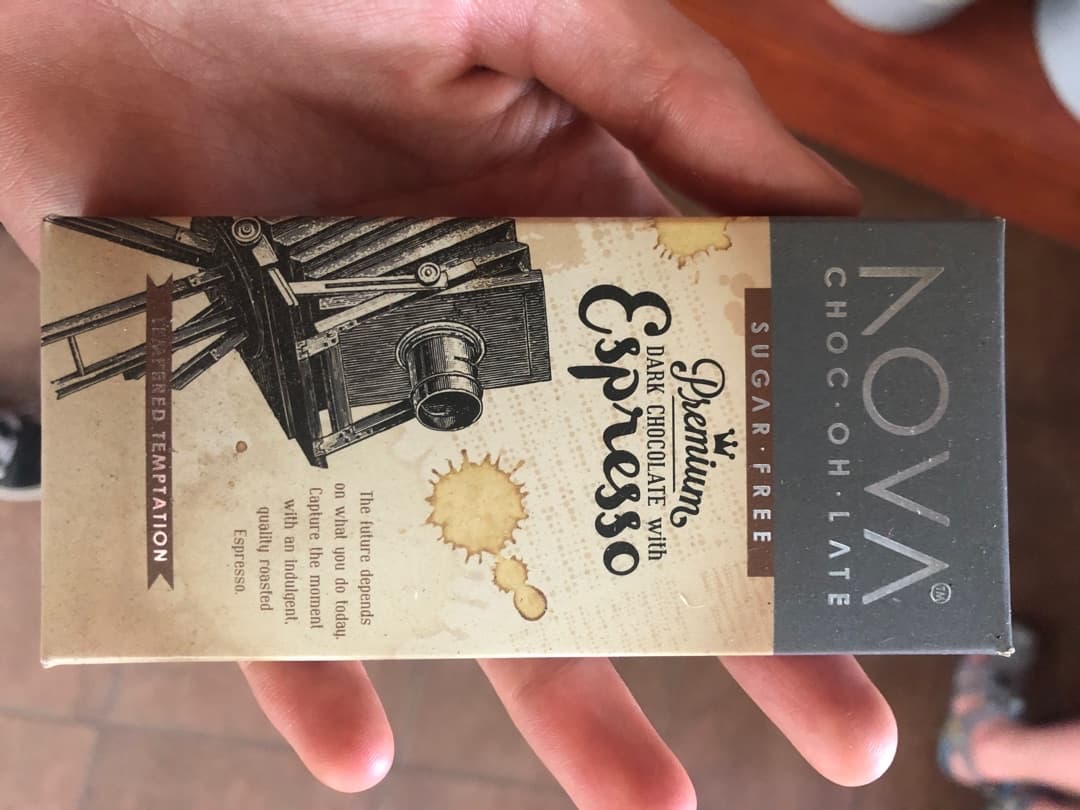 NOVA™
CHOC·OH·LATE
SUGAR·FREE
Premium
DARK CHOCOLATE with
Espresso
The future depends
on what you do today.
Capture the moment
with an indulgent,
quality roasted
Espresso.
TEMPERED TEMPTATION